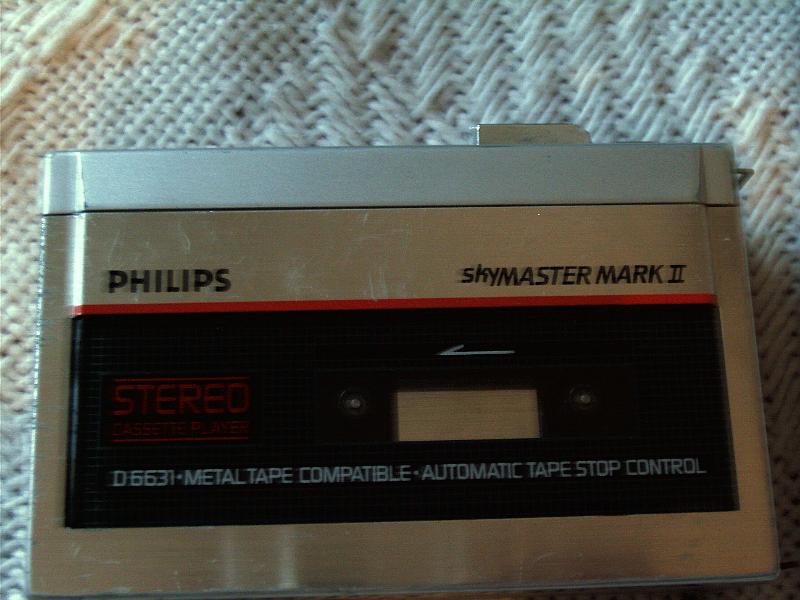 PHILIPS
skyMASTER MARK II
STEREO
CASSETTE PLAYER
D6631·METAL TAPE COMPATIBLE·AUTOMATIC TAPE STOP CONTROL